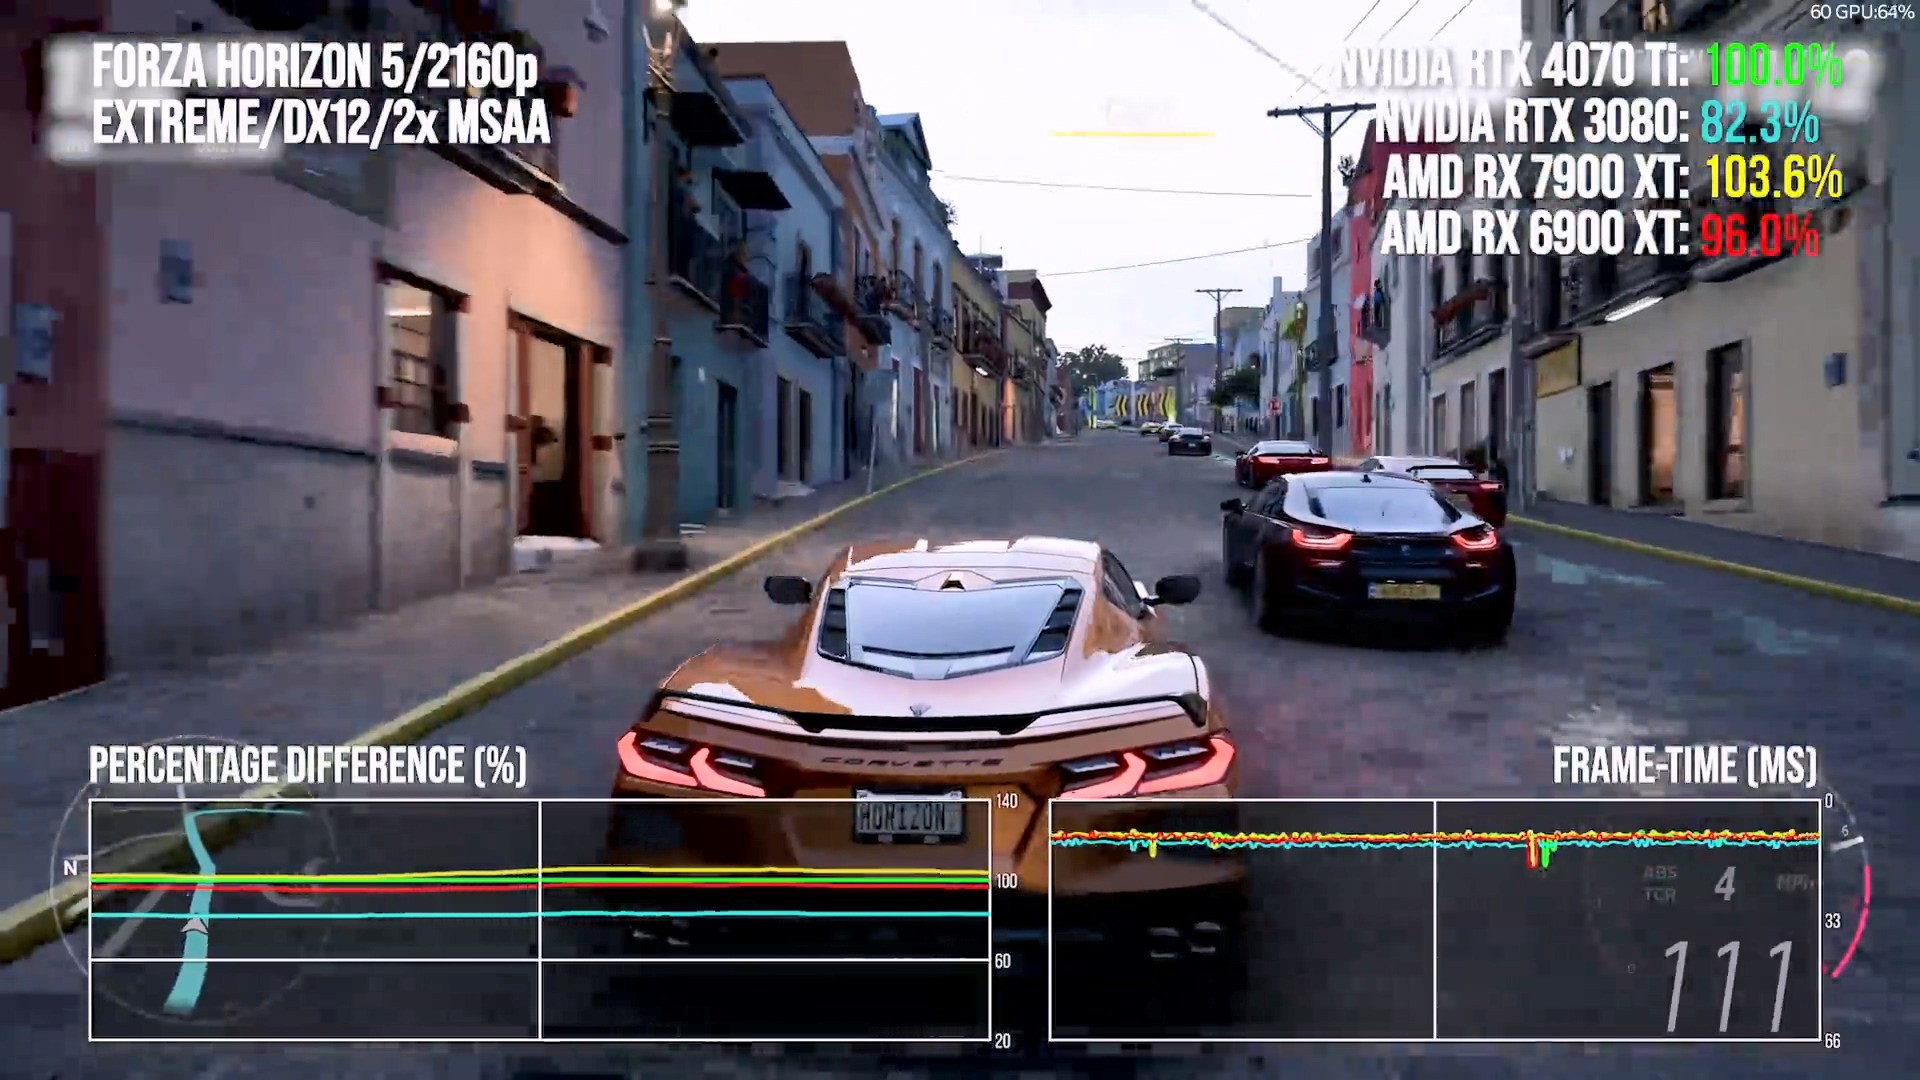 60 GPU:64%
FORZA HORIZON 5/2160p
EXTREME/DX12/2x MSAA
NVIDIA RTX 4070 Ti: 100.0%
NVIDIA RTX 3080: 82.3%
AMD RX 7900 XT: 103.6%
AMD RX 6900 XT: 96.0%
PERCENTAGE DIFFERENCE (%)
140
100
60
20
N
CORVETTE
HORIZON
FRAME-TIME (MS)
0
33
66
6
ABS
TCR
4
MPH
111